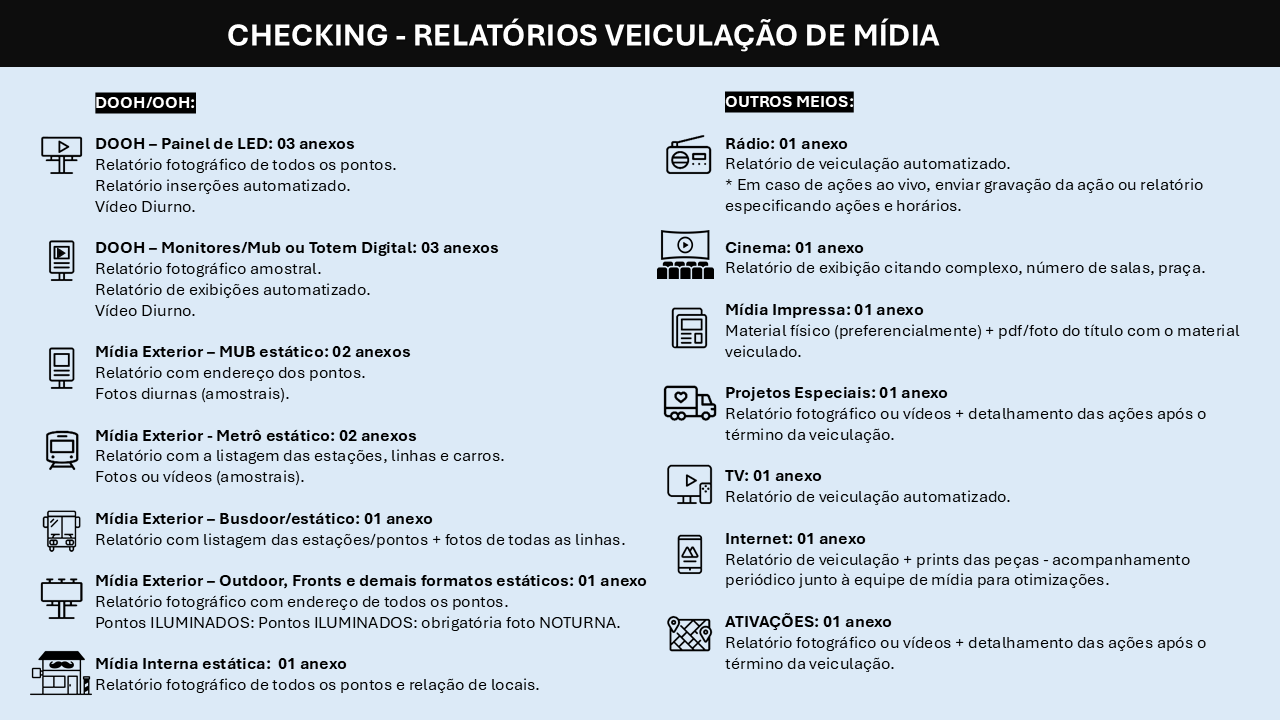 CHECKING - RELATÓRIOS VEICULAÇÃO DE MÍDIA
DOOH/OOH:
DOOH – Painel de LED: 03 anexos
Relatório fotográfico de todos os pontos.
Relatório inserções automatizado.
Vídeo Diurno.
DOOH – Monitores/Mub ou Totem Digital: 03 anexos
Relatório fotográfico amostral.
Relatório de exibições automatizado.
Vídeo Diurno.
Mídia Exterior – MUB estático: 02 anexos
Relatório com endereço dos pontos.
Fotos diurnas (amostrais).
Mídia Exterior - Metrô estático: 02 anexos
Relatório com a listagem das estações, linhas e carros.
Fotos ou vídeos (amostrais).
Mídia Exterior – Busdoor/estático: 01 anexo
Relatório com listagem das estações/pontos + fotos de todas as linhas.
Mídia Exterior – Outdoor, Fronts e demais formatos estáticos: 01 anexo
Relatório fotográfico com endereço de todos os pontos.
Pontos ILUMINADOS: Pontos ILUMINADOS: obrigatória foto NOTURNA.
Mídia Interna estática:  01 anexo
Relatório fotográfico de todos os pontos e relação de locais.
OUTROS MEIOS:
Rádio: 01 anexo
Relatório de veiculação automatizado.
* Em caso de ações ao vivo, enviar gravação da ação ou relatório
especificando ações e horários.
Cinema: 01 anexo
Relatório de exibição citando complexo, número de salas, praça.
Mídia Impressa: 01 anexo
Material físico (preferencialmente) + pdf/foto do título com o material
veiculado.
Projetos Especiais: 01 anexo
Relatório fotográfico ou vídeos + detalhamento das ações após o
término da veiculação.
TV: 01 anexo
Relatório de veiculação automatizado.
Internet: 01 anexo
Relatório de veiculação + prints das peças - acompanhamento
periódico junto à equipe de mídia para otimizações.
ATIVAÇÕES: 01 anexo
Relatório fotográfico ou vídeos + detalhamento das ações após o
término da veiculação.